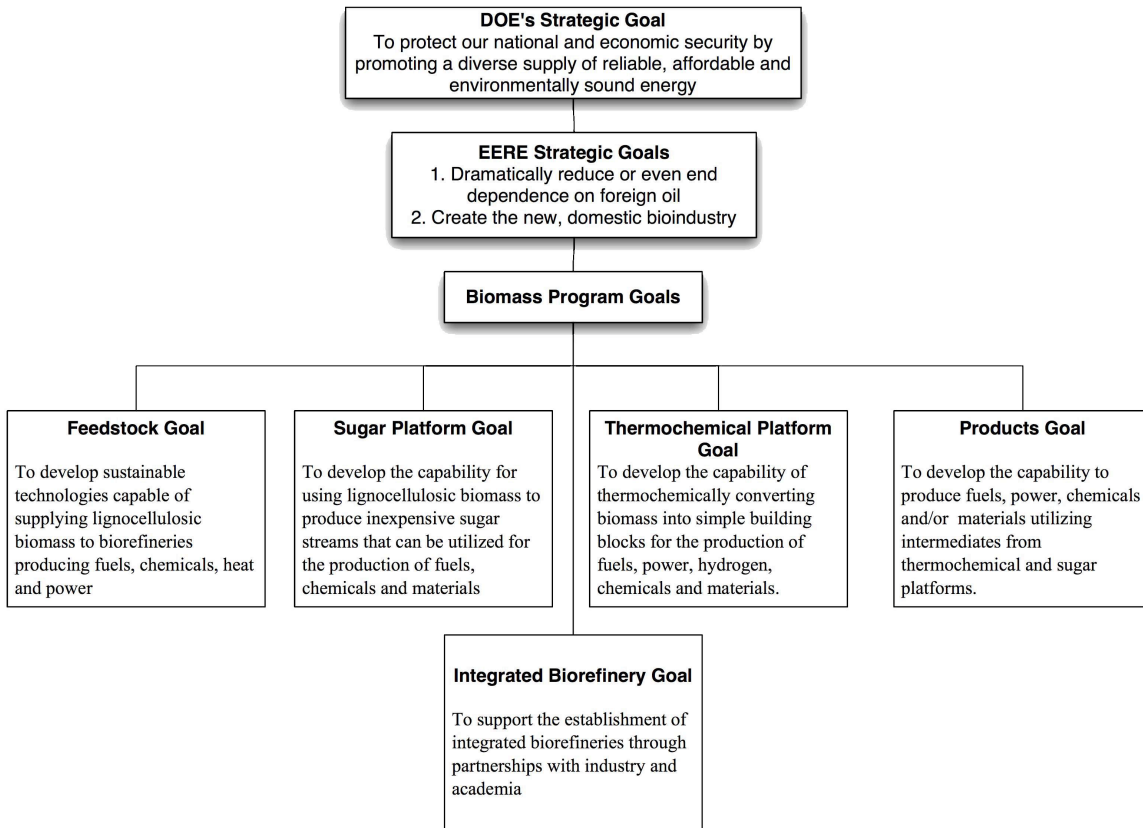 DOE's Strategic Goal
To protect our national and economic security by
promoting a diverse supply of reliable, affordable and
environmentally sound energy
EERE Strategic Goals
1. Dramatically reduce or even end
dependence on foreign oil
2. Create the new, domestic bioindustry
Biomass Program Goals
Feedstock Goal
To develop sustainable
technologies capable of
supplying lignocellulosic
biomass to biorefineries
producing fuels, chemicals, heat
and power
Sugar Platform Goal
To develop the capability for
using lignocellulosic biomass to
produce inexpensive sugar
streams that can be utilized for
the production of fuels,
chemicals and materials
Thermochemical Platform
Goal
To develop the capability of
thermochemically converting
biomass into simple building
blocks for the production of
fuels, power, hydrogen,
chemicals and materials.
Products Goal
To develop the capability to
produce fuels, power, chemicals
and/or materials utilizing
intermediates from
thermochemical and sugar
platforms.
Integrated Biorefinery Goal
To support the establishment of
integrated biorefineries through
partnerships with industry and
academia